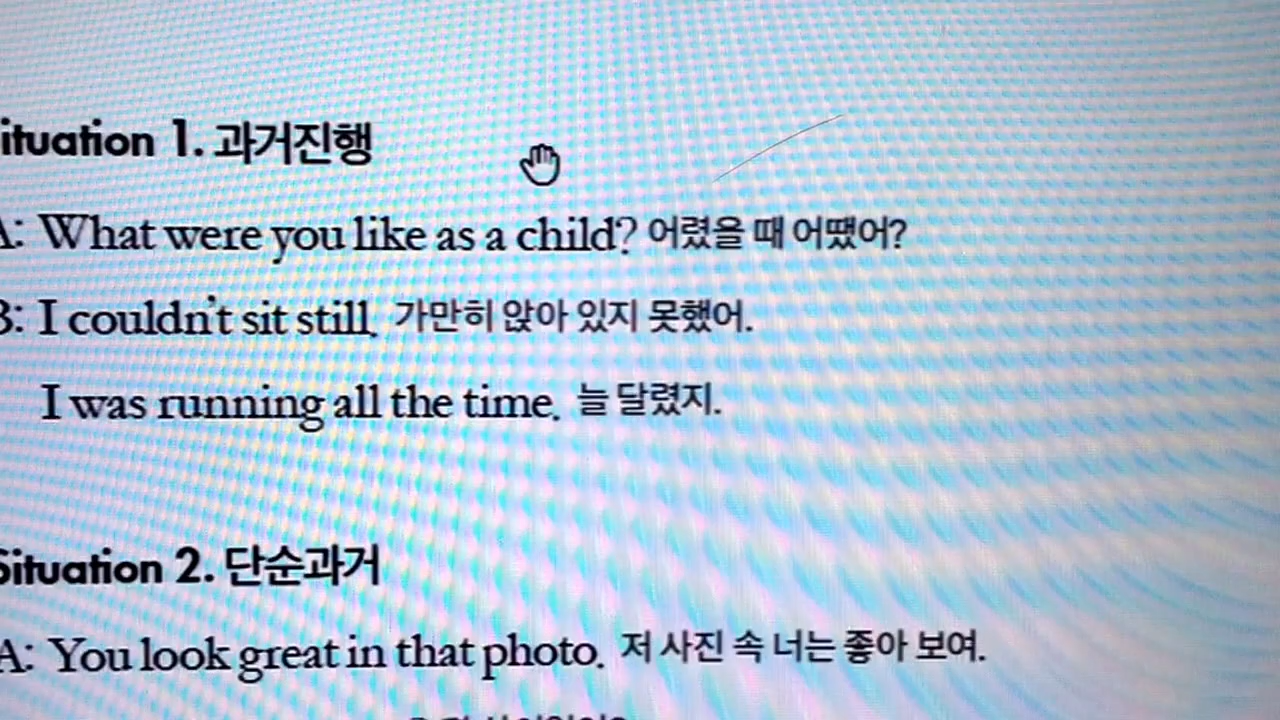 ituation 1. 과거진행
A: What were you like as a child? 어렸을 때 어땠어?
B: I couldn't sit still. 가만히 앉아 있지 못했어.
I was running all the time. 늘 달렸지.
Situation 2. 단순과거
A: You look great in that photo. 저 사진 속 너는 좋아 보여.